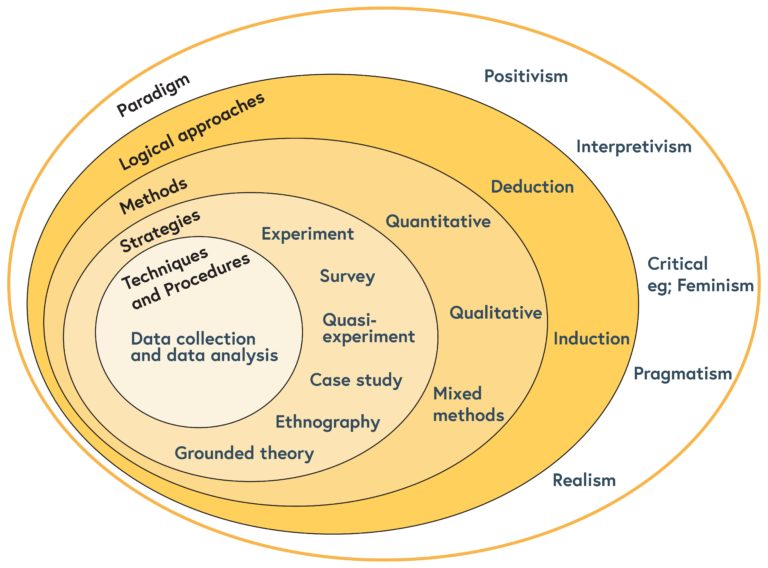 Paradigm
Positivism
Logical approaches
Interpretivism
Deduction
Methods
Quantitative
Strategies
Experiment
Techniques
and Procedures
Survey
Critical
eg; Feminism
Quasi-
experiment
Qualitative
Data collection
and data analysis
Induction
Case study
Pragmatism
Mixed
methods
Ethnography
Grounded theory
Realism